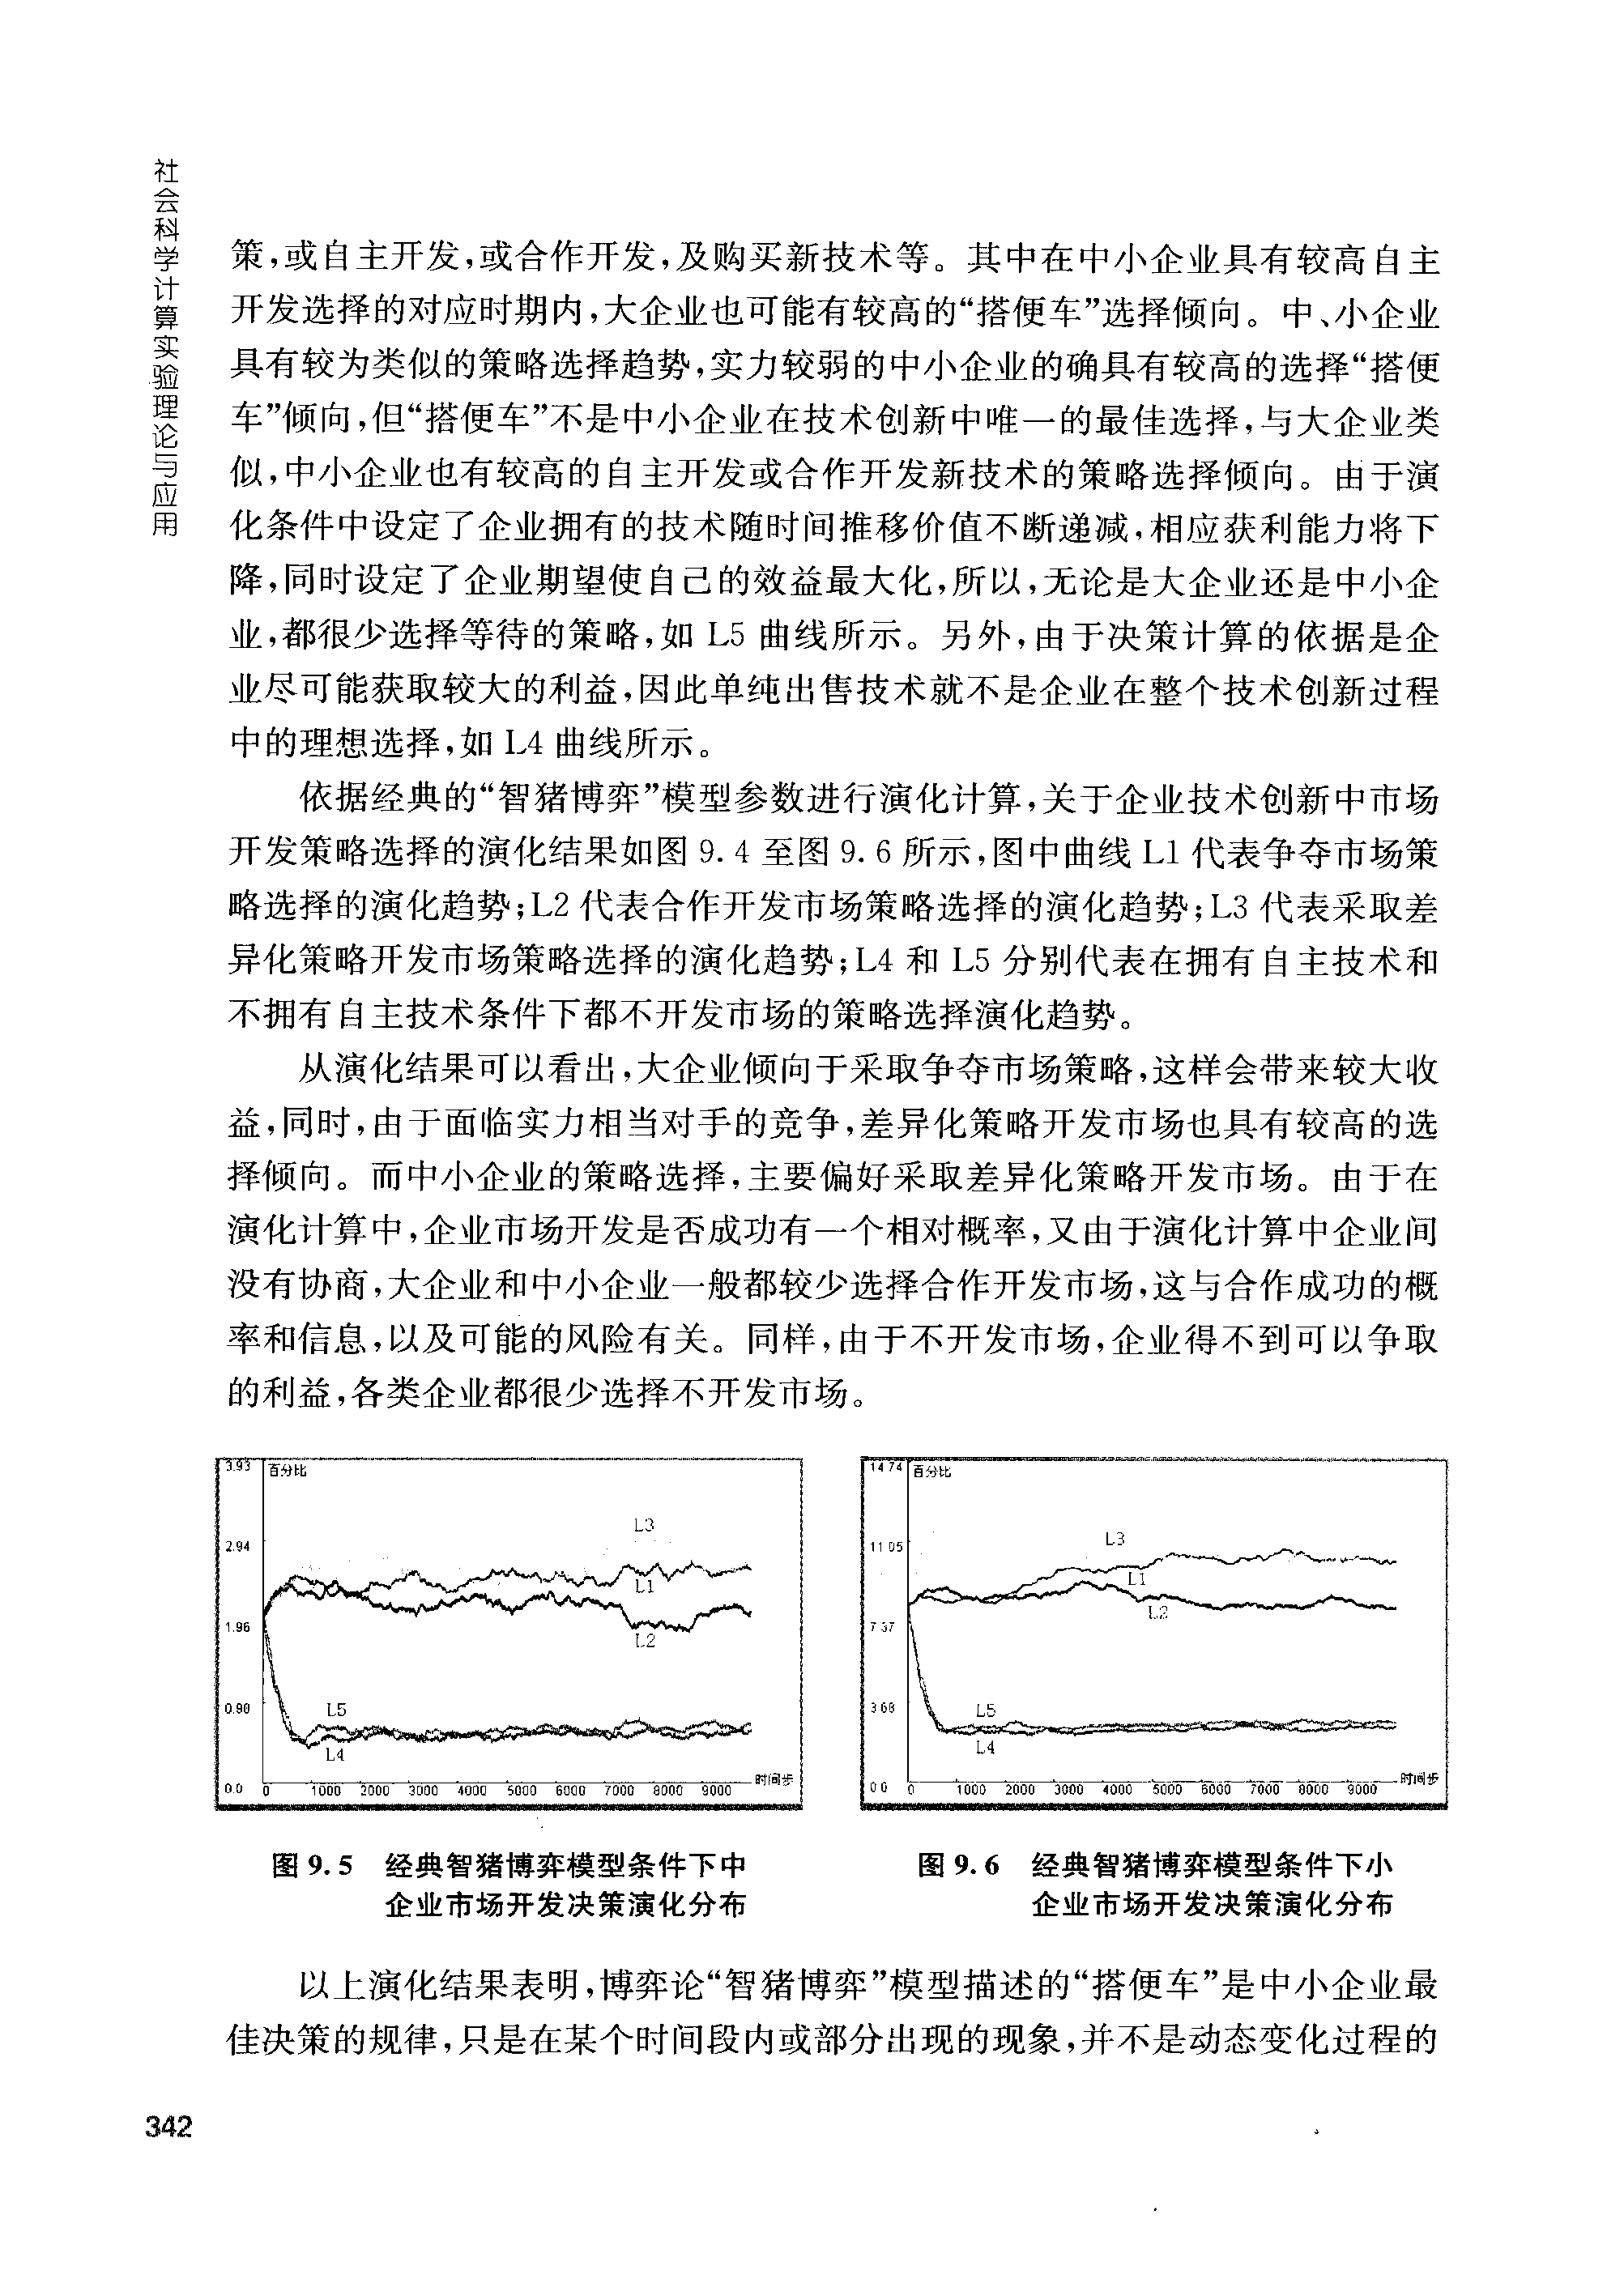 社会科学计算实验理论与应用
策,或自主开发,或合作开发,及购买新技术等。其中在中小企业具有较高自主
开发选择的对应时期内,大企业也可能有较高的“搭便车”选择倾向。中、小企业
具有较为类似的策略选择趋势,实力较弱的中小企业的确具有较高的选择“搭便
车”倾向,但“搭便车”不是中小企业在技术创新中唯一的最佳选择,与大企业类
似,中小企业也有较高的自主开发或合作开发新技术的策略选择倾向。由于演
化条件中设定了企业拥有的技术随时间推移价值不断递减,相应获利能力将下
降,同时设定了企业期望使自己的效益最大化,所以,无论是大企业还是中小企
业,都很少选择等待的策略,如 L5 曲线所示。另外,由于决策计算的依据是企
业尽可能获取较大的利益,因此单纯出售技术就不是企业在整个技术创新过程
中的理想选择,如 L4 曲线所示。
依据经典的“智猪博弈”模型参数进行演化计算,关于企业技术创新中市场
开发策略选择的演化结果如图 9.4 至图 9.6 所示,图中曲线 L1 代表争夺市场策
略选择的演化趋势;L2 代表合作开发市场策略选择的演化趋势;L3 代表采取差
异化策略开发市场策略选择的演化趋势;L4 和 L5 分别代表在拥有自主技术和
不拥有自主技术条件下都不开发市场的策略选择演化趋势。
从演化结果可以看出,大企业倾向于采取争夺市场策略,这样会带来较大收
益,同时,由于面临实力相当对手的竞争,差异化策略开发市场也具有较高的选
择倾向。而中小企业的策略选择,主要偏好采取差异化策略开发市场。由于在
演化计算中,企业市场开发是否成功有一个相对概率,又由于演化计算中企业间
没有协商,大企业和中小企业一般都较少选择合作开发市场,这与合作成功的概
率和信息,以及可能的风险有关。同样,由于不开发市场,企业得不到可以争取
的利益,各类企业都很少选择不开发市场。
3.93 百分比
L3
2.94
L1
1.96
L2
0.98 L5
L4
0.0 0 1000 2000 3000 4000 5000 6000 7000 8000 9000 时间步
图 9.5 经典智猪博弈模型条件下中
企业市场开发决策演化分布
14 74 百分比
L3
11 05
L1
L2
7 37
3 68 L5
L4
0 0 0 1000 2000 3000 4000 5000 6000 7000 8000 9000 时间步
图 9.6 经典智猪博弈模型条件下小
企业市场开发决策演化分布
以上演化结果表明,博弈论“智猪博弈”模型描述的“搭便车”是中小企业最
佳决策的规律,只是在某个时间段内或部分出现的现象,并不是动态变化过程的
342